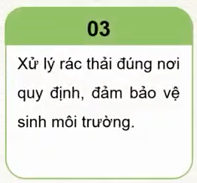 03
Xử lý rác thải đúng nơi
quy định, đảm bảo vệ
sinh môi trường.